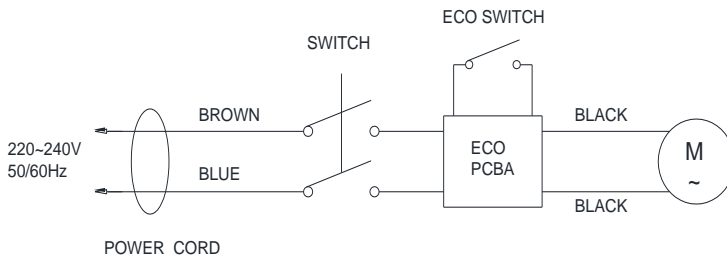 ECO SWITCH
SWITCH
BROWN
BLACK
220~240V
50/60Hz
ECO
PCBA
M
~
BLUE
BLACK
POWER CORD